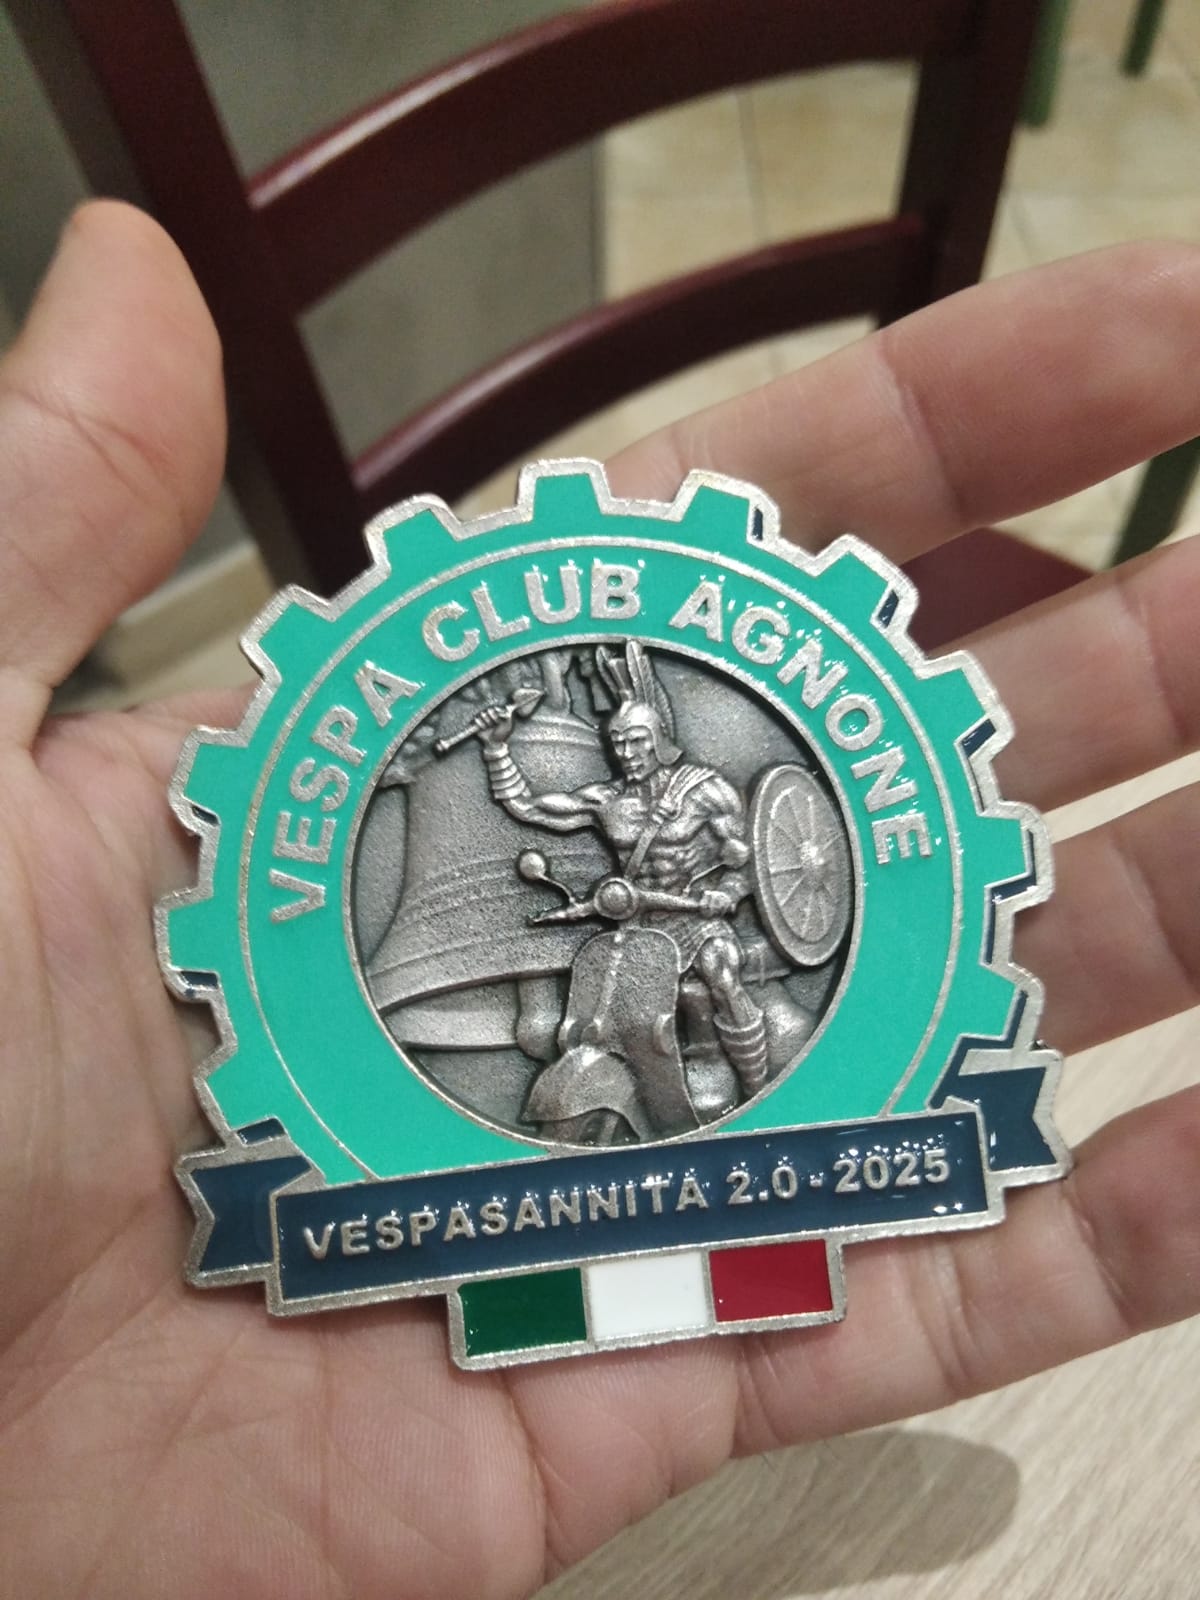 VESPA CLUB AGNONE
VESPASANNITA 2.0 - 2025